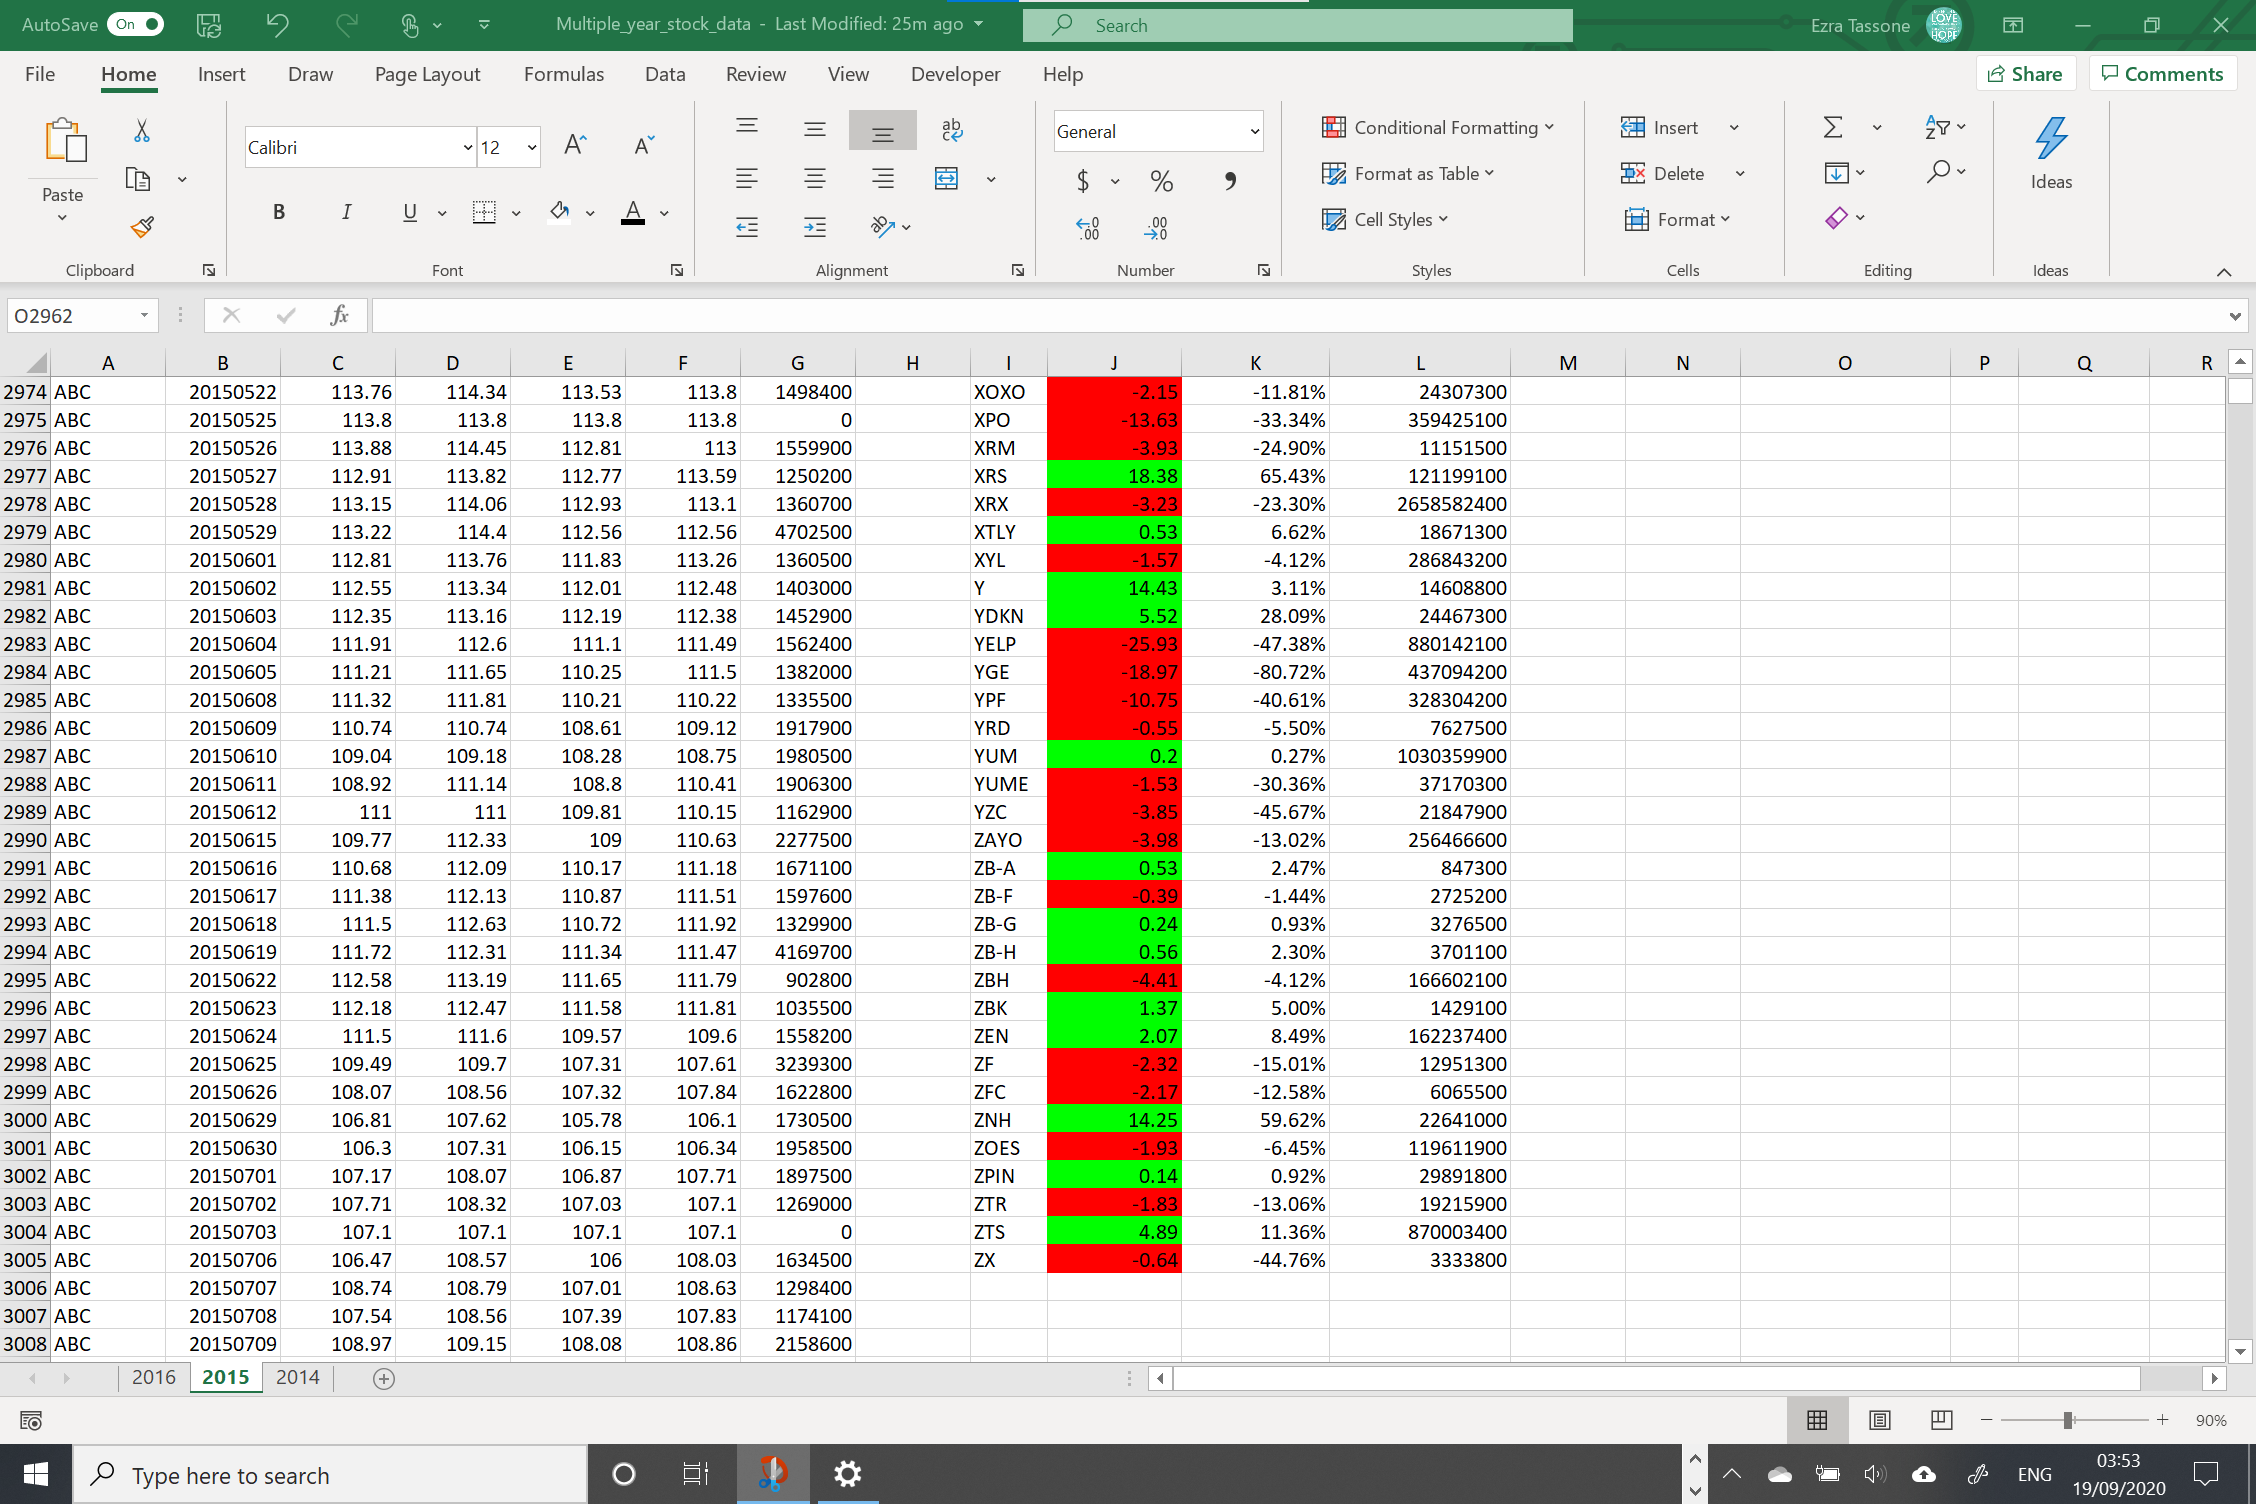 AutoSave On Multiple_year_stock_data - Last Modified: 25m ago Search Ezra Tassone
File Home Insert Draw Page Layout Formulas Data Review View Developer Help Share Comments
Paste
Calibri 12
B I U A
General
$ % ,
Conditional Formatting
Format as Table
Cell Styles
Insert
Delete
Format
Ideas
Clipboard Font Alignment Number Styles Cells Editing Ideas
O2962 fx
A B C D E F G H I J K L M N O P Q R
2974 ABC 20150522 113.76 114.34 113.53 113.8 1498400 XOXO -2.15 -11.81% 24307300
2975 ABC 20150525 113.8 113.8 113.8 113.8 0 XPO -13.63 -33.34% 359425100
2976 ABC 20150526 113.88 114.45 112.81 113 1559900 XRM -3.93 -24.90% 11151500
2977 ABC 20150527 112.91 113.82 112.77 113.59 1250200 XRS 18.38 65.43% 121199100
2978 ABC 20150528 113.15 114.06 112.93 113.1 1360700 XRX -3.23 -23.30% 2658582400
2979 ABC 20150529 113.22 114.4 112.56 112.56 4702500 XTLY 0.53 6.62% 18671300
2980 ABC 20150601 112.81 113.76 111.83 113.26 1360500 XYL -1.57 -4.12% 286843200
2981 ABC 20150602 112.55 113.34 112.01 112.48 1403000 Y 14.43 3.11% 14608800
2982 ABC 20150603 112.35 113.16 112.19 112.38 1452900 YDKN 5.52 28.09% 24467300
2983 ABC 20150604 111.91 112.6 111.1 111.49 1562400 YELP -25.93 -47.38% 880142100
2984 ABC 20150605 111.21 111.65 110.25 111.5 1382000 YGE -18.97 -80.72% 437094200
2985 ABC 20150608 111.32 111.81 110.21 110.22 1335500 YPF -10.75 -40.61% 328304200
2986 ABC 20150609 110.74 110.74 108.61 109.12 1917900 YRD -0.55 -5.50% 7627500
2987 ABC 20150610 109.04 109.18 108.28 108.75 1980500 YUM 0.2 0.27% 1030359900
2988 ABC 20150611 108.92 111.14 108.8 110.41 1906300 YUME -1.53 -30.36% 37170300
2989 ABC 20150612 111 111 109.81 110.15 1162900 YZC -3.85 -45.67% 21847900
2990 ABC 20150615 109.77 112.33 109 110.63 2277500 ZAYO -3.98 -13.02% 256466600
2991 ABC 20150616 110.68 112.09 110.17 111.18 1671100 ZB-A 0.53 2.47% 847300
2992 ABC 20150617 111.38 112.13 110.87 111.51 1597600 ZB-F -0.39 -1.44% 2725200
2993 ABC 20150618 111.5 112.63 110.72 111.92 1329900 ZB-G 0.24 0.93% 3276500
2994 ABC 20150619 111.72 112.31 111.34 111.47 4169700 ZB-H 0.56 2.30% 3701100
2995 ABC 20150622 112.58 113.19 111.65 111.79 902800 ZBH -4.41 -4.12% 166602100
2996 ABC 20150623 112.18 112.47 111.58 111.81 1035500 ZBK 1.37 5.00% 1429100
2997 ABC 20150624 111.5 111.6 109.57 109.6 1558200 ZEN 2.07 8.49% 162237400
2998 ABC 20150625 109.49 109.7 107.31 107.61 3239300 ZF -2.32 -15.01% 12951300
2999 ABC 20150626 108.07 108.56 107.32 107.84 1622800 ZFC -2.17 -12.58% 6065500
3000 ABC 20150629 106.81 107.62 105.78 106.1 1730500 ZNH 14.25 59.62% 22641000
3001 ABC 20150630 106.3 107.31 106.15 106.34 1958500 ZOES -1.93 -6.45% 119611900
3002 ABC 20150701 107.17 108.07 106.87 107.71 1897500 ZPIN 0.14 0.92% 29891800
3003 ABC 20150702 107.71 108.32 107.03 107.1 1269000 ZTR -1.83 -13.06% 19215900
3004 ABC 20150703 107.1 107.1 107.1 107.1 0 ZTS 4.89 11.36% 870003400
3005 ABC 20150706 106.47 108.57 106 108.03 1634500 ZX -0.64 -44.76% 3333800
3006 ABC 20150707 108.74 108.79 107.01 108.63 1298400
3007 ABC 20150708 107.54 108.56 107.39 107.83 1174100
3008 ABC 20150709 108.97 109.15 108.08 108.86 2158600
2016 2015 2014
90%
Type here to search ENG 03:53
19/09/2020